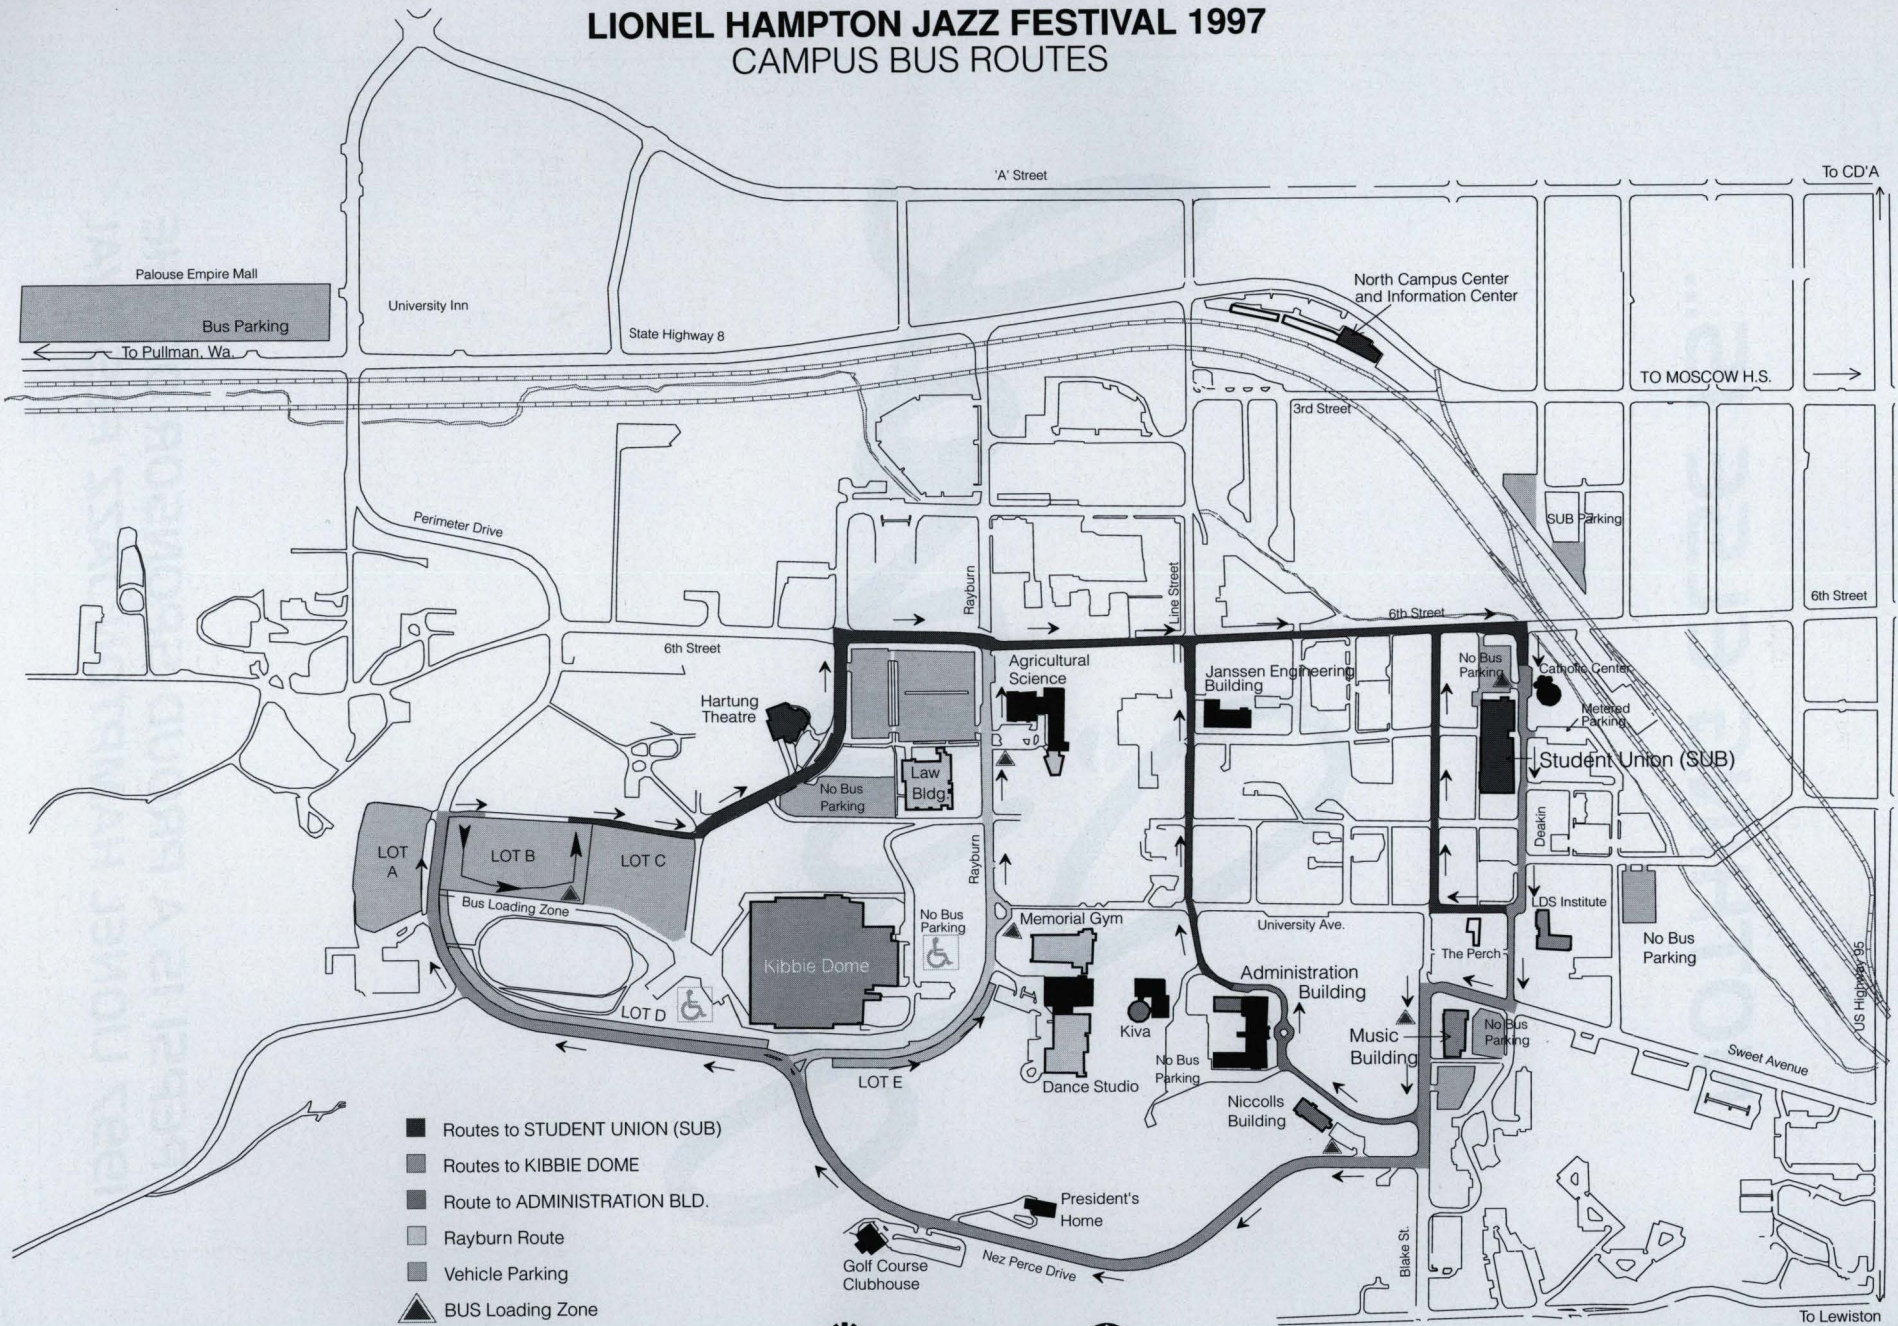 LIONEL HAMPTON JAZZ FESTIVAL 1997
CAMPUS BUS ROUTES
'A' Street
To CD'A
Palouse Empire Mall
Bus Parking
To Pullman, Wa.
University Inn
State Highway 8
North Campus Center
and Information Center
TO MOSCOW H.S.
3rd Street
SUB Parking
Perimeter Drive
Rayburn
Line Street
6th Street
6th Street
6th Street
Hartung
Theatre
Agricultural
Science
Janssen Engineering
Building
No Bus
Parking
Catholic Center
Metered
Parking
Student Union (SUB)
No Bus
Parking
Law
Bldg.
LOT
A
LOT B
LOT C
Bus Loading Zone
Rayburn
Deakin
LDS Institute
No Bus
Parking
Memorial Gym
University Ave.
The Perch
No Bus
Parking
US Highway 95
Kibbie Dome
Administration
Building
LOT D
Kiva
Music
Building
No Bus
Parking
No Bus
Parking
Sweet Avenue
LOT E
Dance Studio
Niccolls
Building
Routes to STUDENT UNION (SUB)
Routes to KIBBIE DOME
Route to ADMINISTRATION BLD.
Rayburn Route
Vehicle Parking
BUS Loading Zone
President's
Home
Golf Course
Clubhouse
Nez Perce Drive
Blake St.
To Lewiston